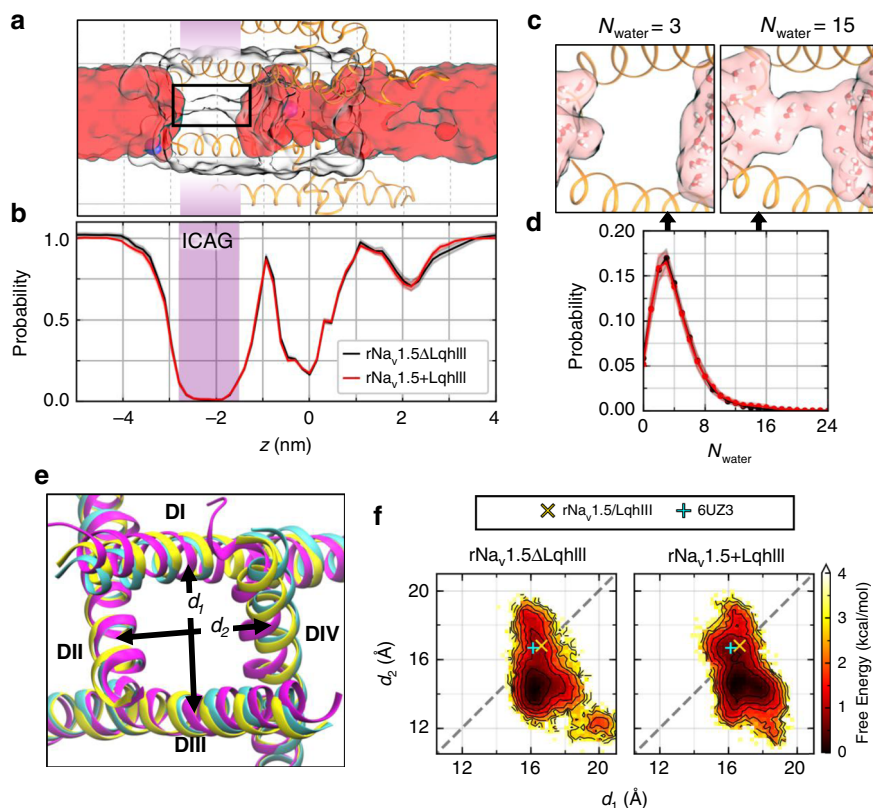 a
b
ICAG
Probability
1.0
0.5
0.0
rNav1.5ΔLqhIII
rNav1.5+LqhIII
−4
−2
0
2
4
z (nm)
c
Nwater = 3
Nwater = 15
d
Probability
0.20
0.15
0.10
0.05
0.00
0
8
16
24
Nwater
e
DI
d1
d2
DII
DIV
DIII
f
rNav1.5/LqhIII
6UZ3
rNav1.5ΔLqhIII
rNav1.5+LqhIII
20
16
12
d2 (Å)
12
16
20
12
16
20
d1 (Å)
4
3
2
1
0
Free Energy (kcal/mol)